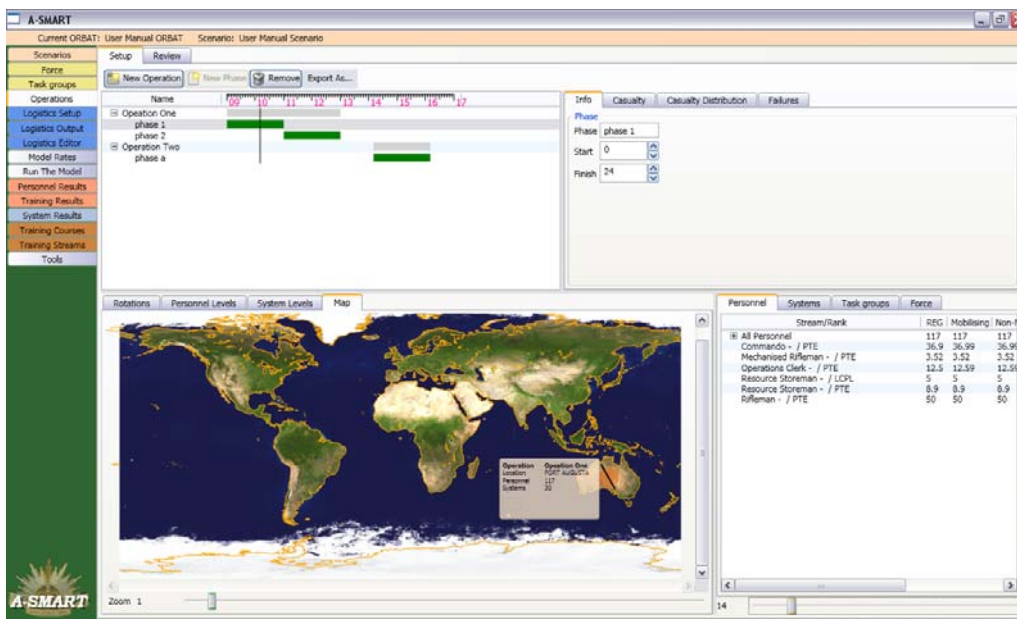 A-SMART
Current ORBAT: User Manual ORBAT Scenario: User Manual Scenario
Scenarios
Force
Task groups
Operations
Logistics Setup
Logistics Output
Logistics Editor
Model Rates
Run The Model
Personnel Results
Training Results
System Results
Training Courses
Training Streams
Tools
Setup Review
New Operation New Phase Remove Export As...
Name 09 10 11 12 13 14 15 16 17
Opeation One
phase 1
phase 2
Operation Two
phase a
Info Casualty Casualty Distribution Failures
Phase
Phase phase 1
Start 0
Finish 24
Rotations Personnel Levels System Levels Map
Operation Opeation One
Location PORT AUGUSTA
Personnel 117
Systems 20
Zoom 1
Personnel Systems Task groups Force
Stream/Rank REG Mobilising Non-M
All Personnel 117 117 117
Commando - / PTE 36.9 36.99 36.99
Mechanised Rifleman - / PTE 3.52 3.52 3.52
Operations Clerk - / PTE 12.5 12.59 12.59
Resource Storeman - / LCPL 5 5 5
Resource Storeman - / PTE 8.9 8.9 8.9
Rifleman - / PTE 50 50 50
14
A-SMART